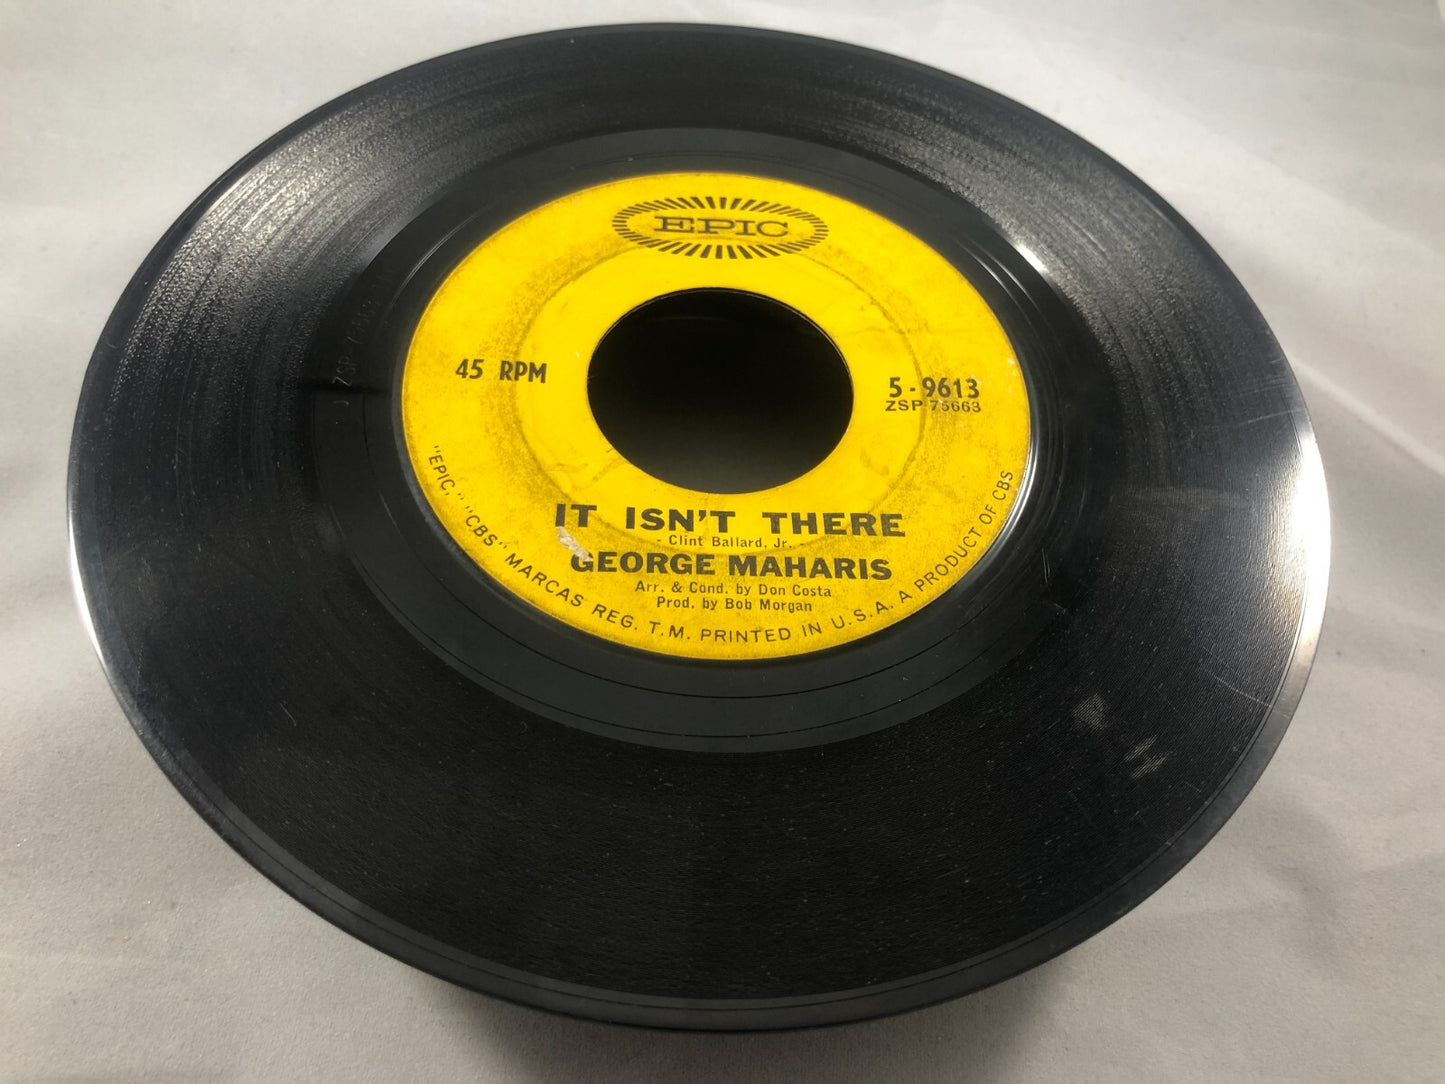 EPIC
45 RPM
5-9613
ZSP 75663
IT ISN'T THERE
- Clint Ballard, Jr. -
GEORGE MAHARIS
Arr. & Cond. by Don Costa
Prod. by Bob Morgan
"EPIC," "CBS" MARCAS REG. T.M. PRINTED IN U.S.A. A PRODUCT OF CBS